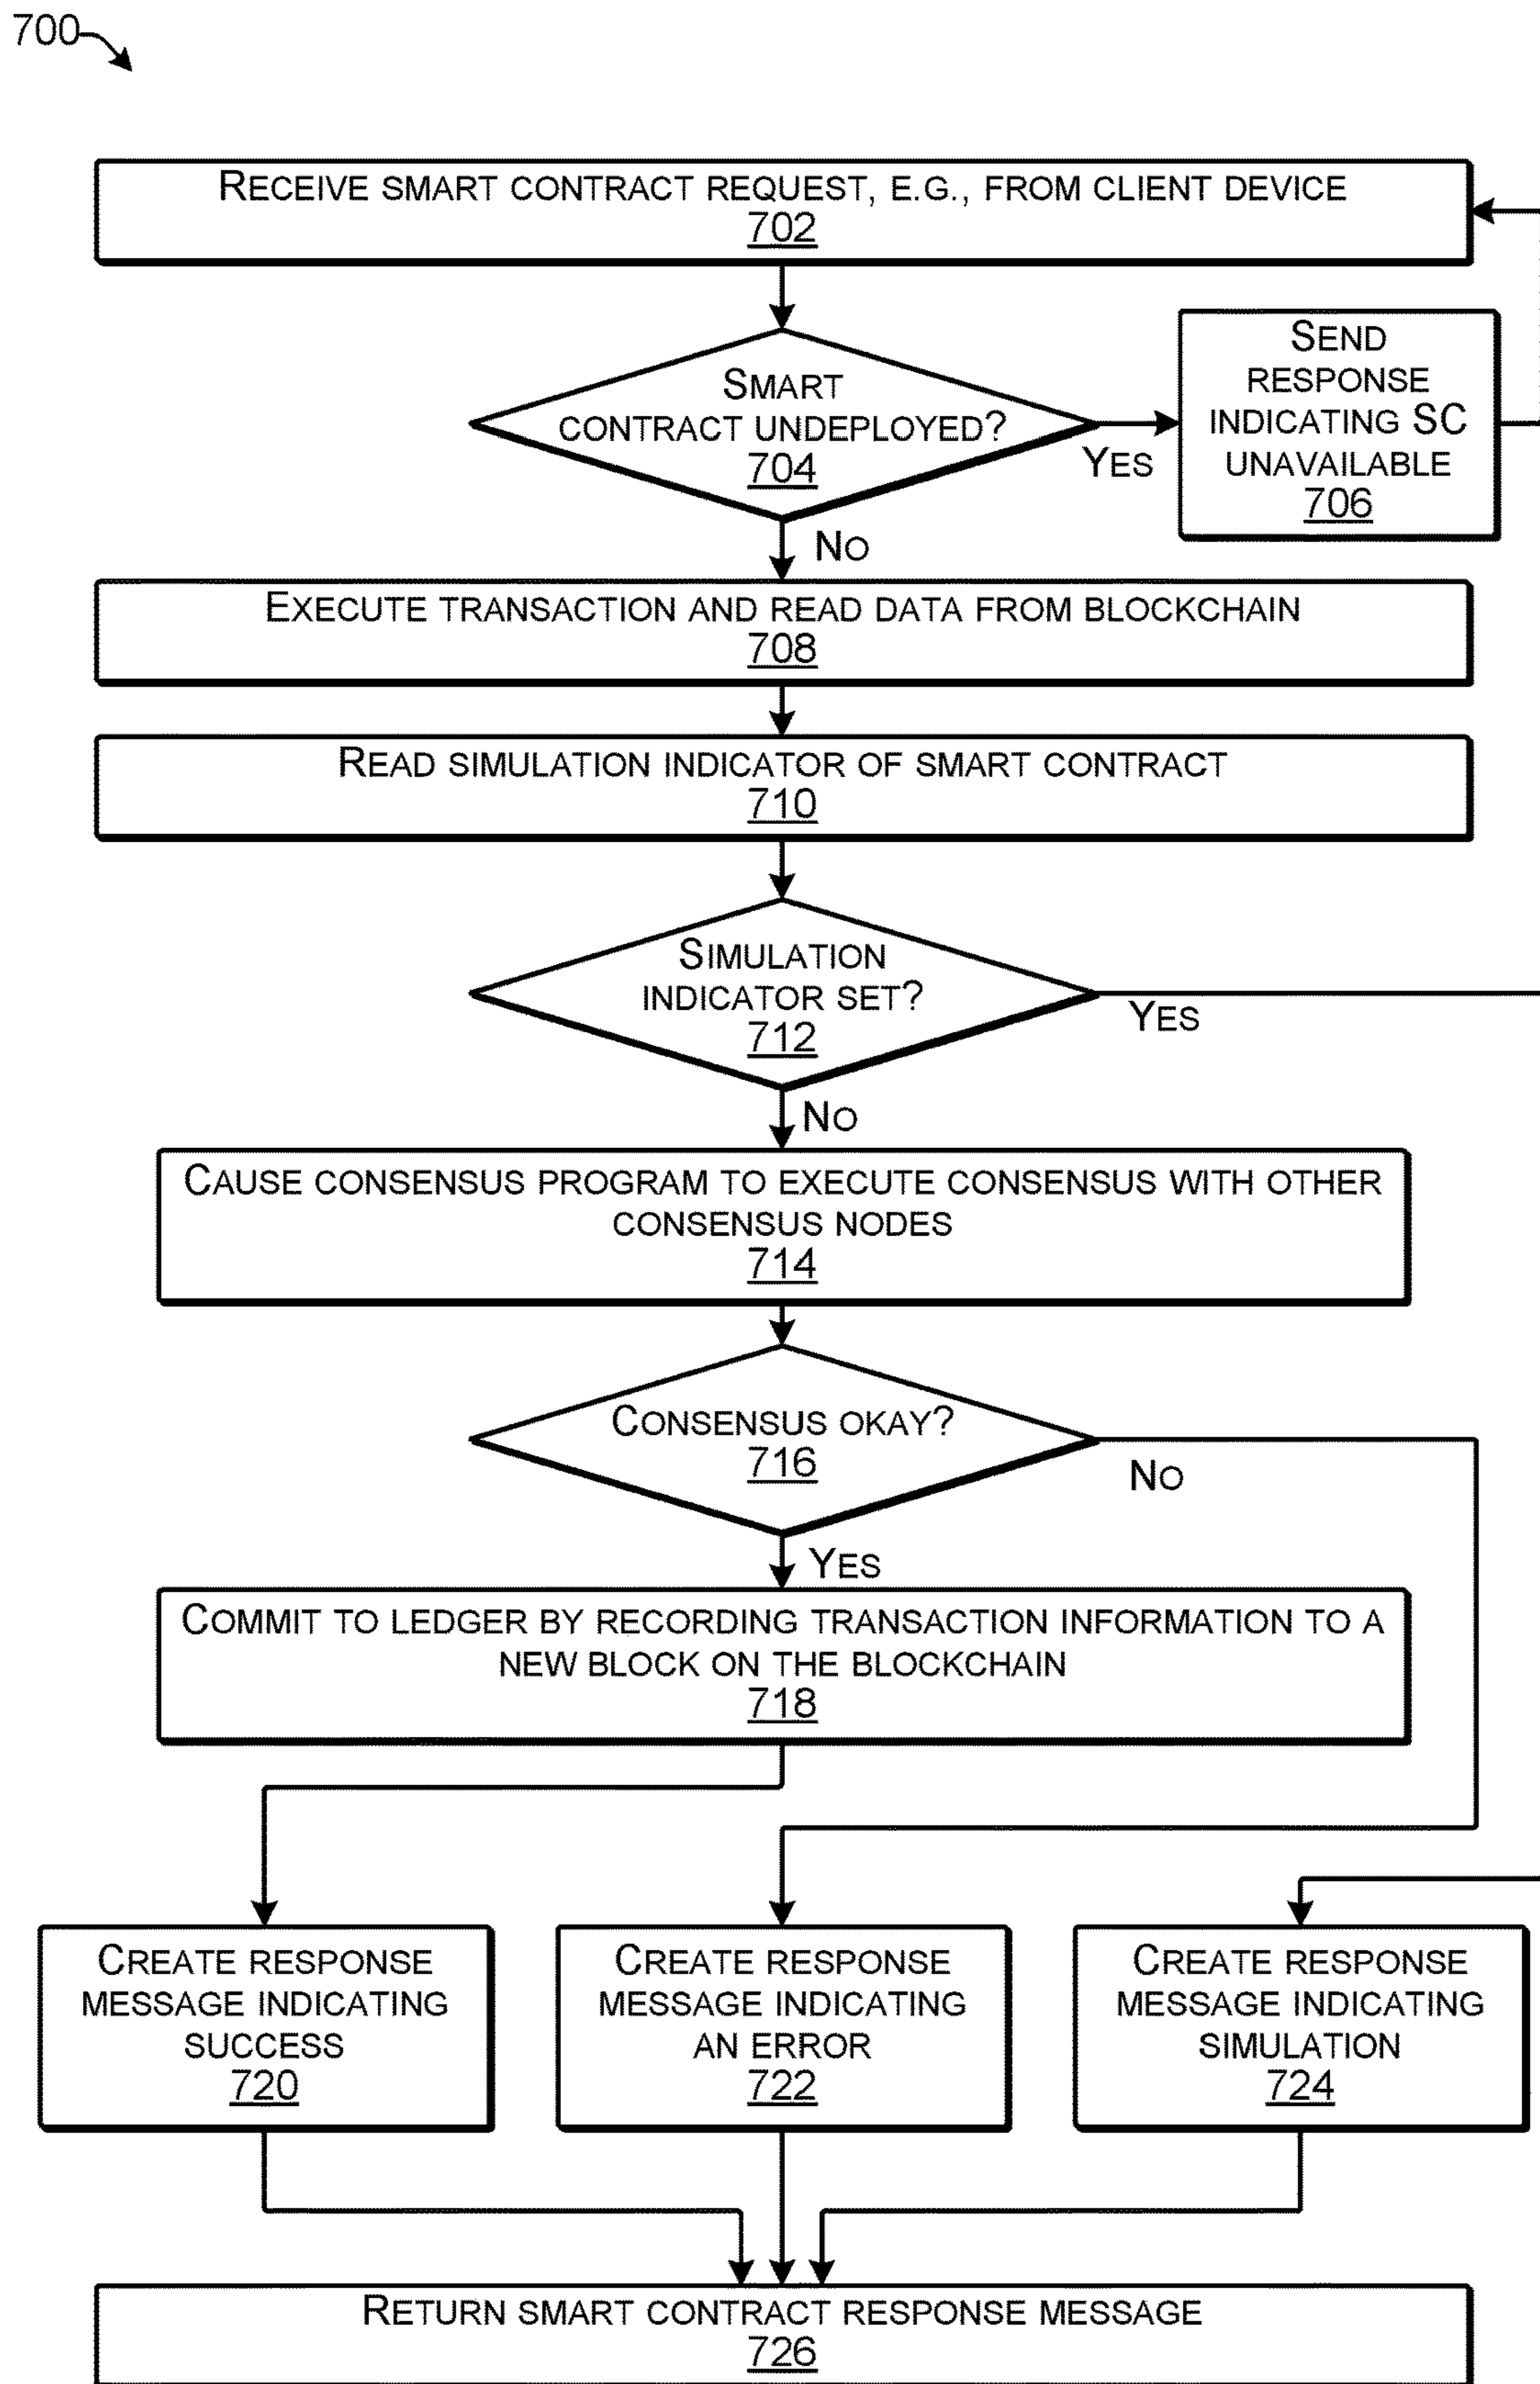 700
RECEIVE SMART CONTRACT REQUEST, E.G., FROM CLIENT DEVICE
702
SMART
CONTRACT UNDEPLOYED?
704
YES
SEND
RESPONSE
INDICATING SC
UNAVAILABLE
706
NO
EXECUTE TRANSACTION AND READ DATA FROM BLOCKCHAIN
708
READ SIMULATION INDICATOR OF SMART CONTRACT
710
SIMULATION
INDICATOR SET?
712
YES
NO
CAUSE CONSENSUS PROGRAM TO EXECUTE CONSENSUS WITH OTHER
CONSENSUS NODES
714
CONSENSUS OKAY?
716
NO
YES
COMMIT TO LEDGER BY RECORDING TRANSACTION INFORMATION TO A
NEW BLOCK ON THE BLOCKCHAIN
718
CREATE RESPONSE
MESSAGE INDICATING
SUCCESS
720
CREATE RESPONSE
MESSAGE INDICATING
AN ERROR
722
CREATE RESPONSE
MESSAGE INDICATING
SIMULATION
724
RETURN SMART CONTRACT RESPONSE MESSAGE
726